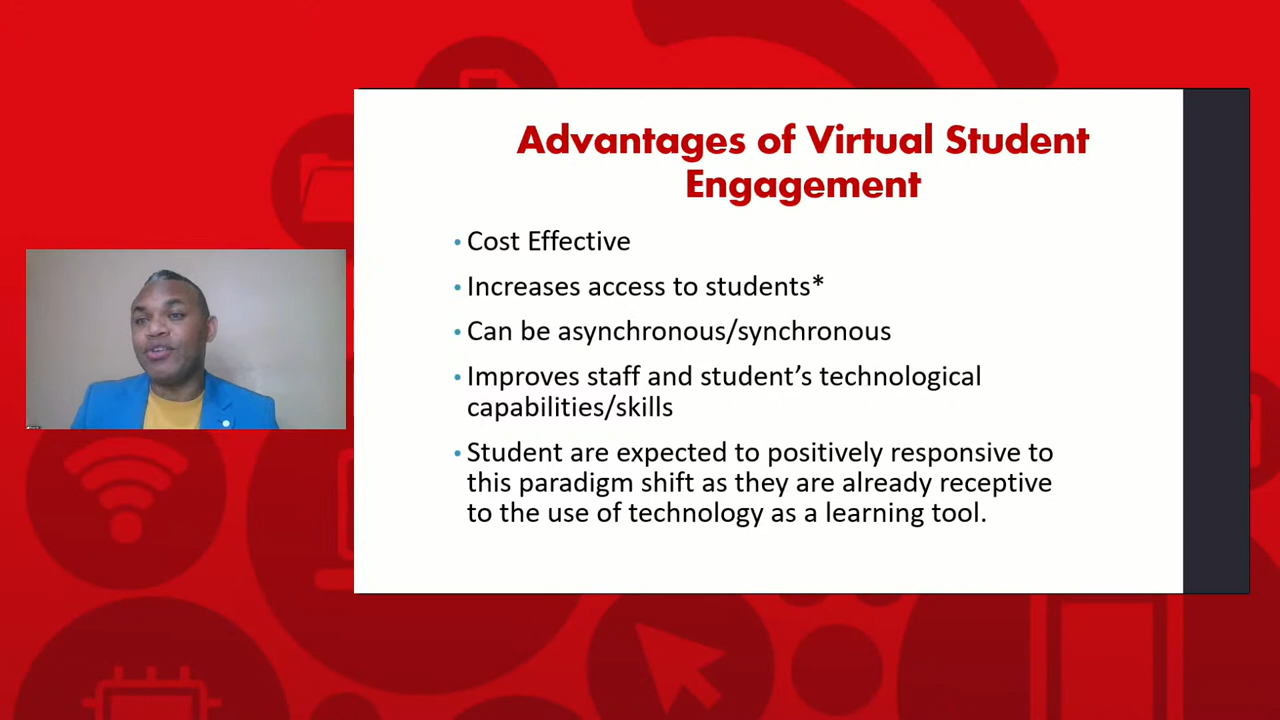 Advantages of Virtual Student
Engagement
• Cost Effective
• Increases access to students*
• Can be asynchronous/synchronous
• Improves staff and student’s technological
capabilities/skills
• Student are expected to positively responsive to
this paradigm shift as they are already receptive
to the use of technology as a learning tool.